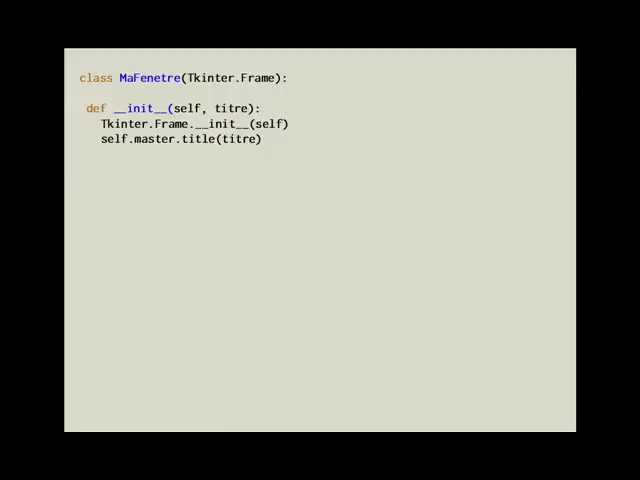 class MaFenetre(Tkinter.Frame):
def __init__(self, titre):
Tkinter.Frame.__init__(self)
self.master.title(titre)